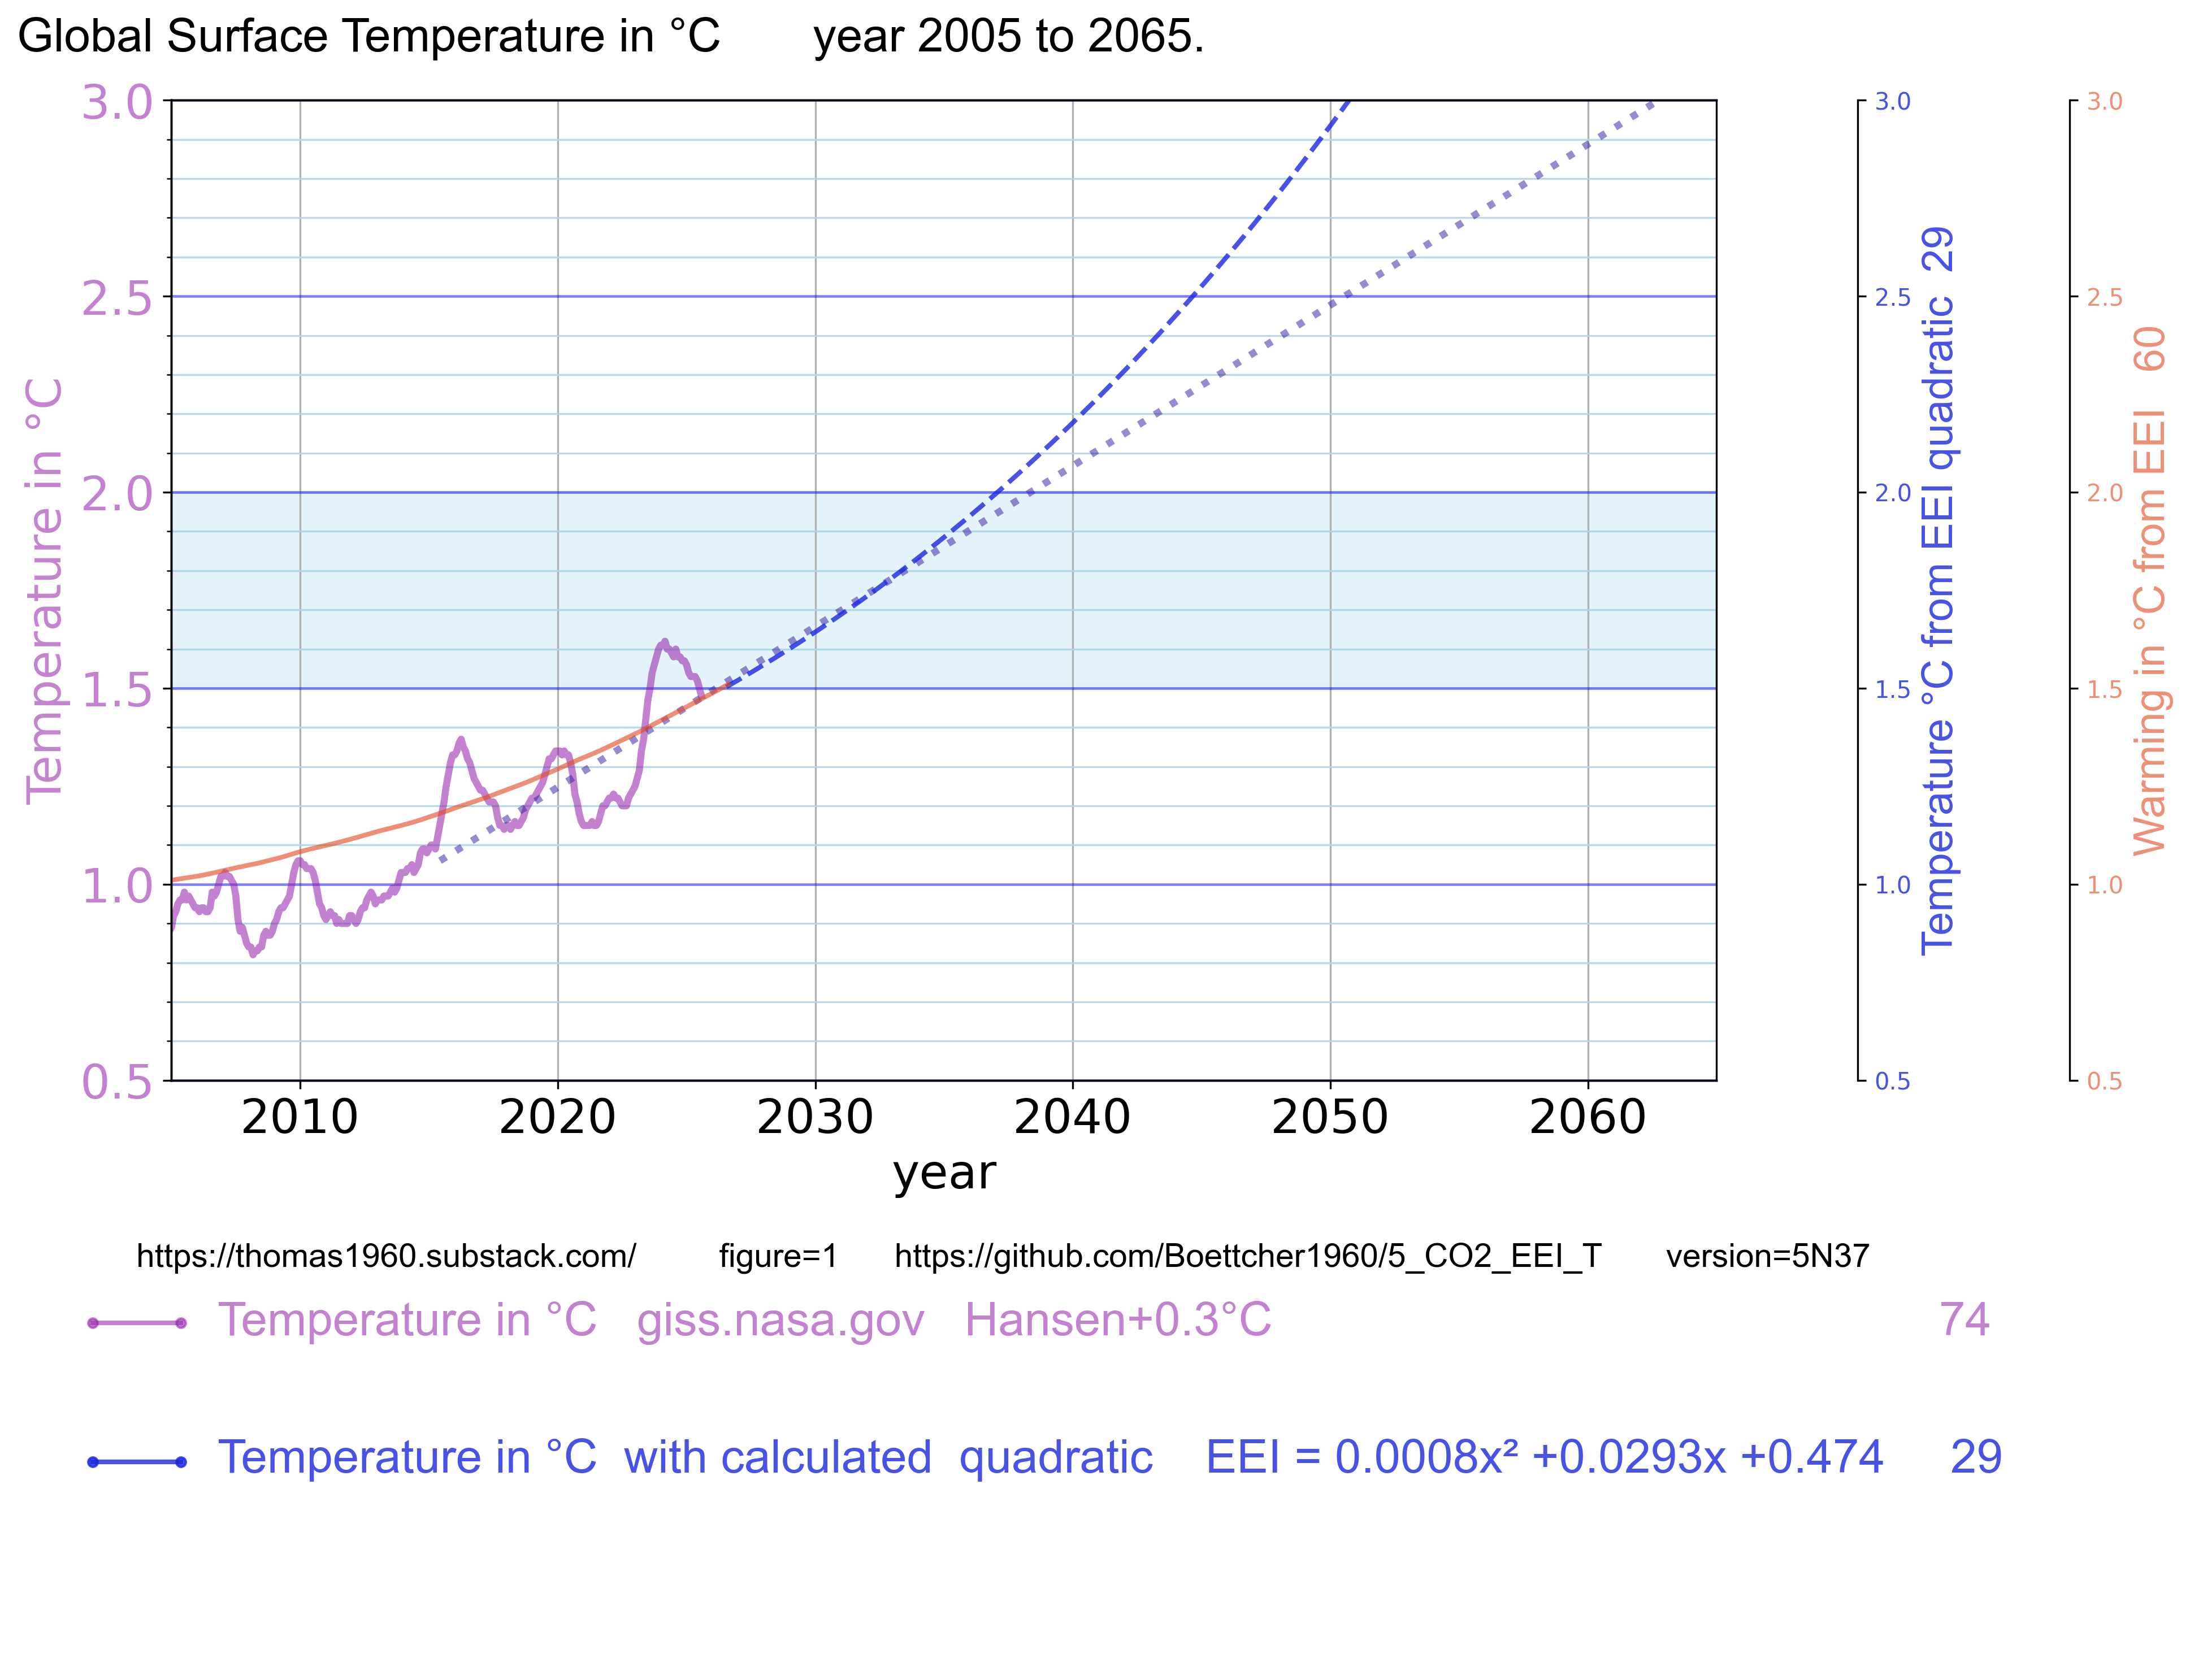 Global Surface Temperature in °C year 2005 to 2065.
Temperature in °C
3.0
2.5
2.0
1.5
1.0
0.5
2010 2020 2030 2040 2050 2060
year
3.0
2.5
2.0
1.5
1.0
0.5
Temperature °C from EEI quadratic 29
3.0
2.5
2.0
1.5
1.0
0.5
Warming in °C from EEI 60
https://thomas1960.substack.com/ figure=1 https://github.com/Boettcher1960/5_CO2_EEI_T version=5N37
Temperature in °C giss.nasa.gov Hansen+0.3°C 74
Temperature in °C with calculated quadratic EEI = 0.0008x² +0.0293x +0.474 29